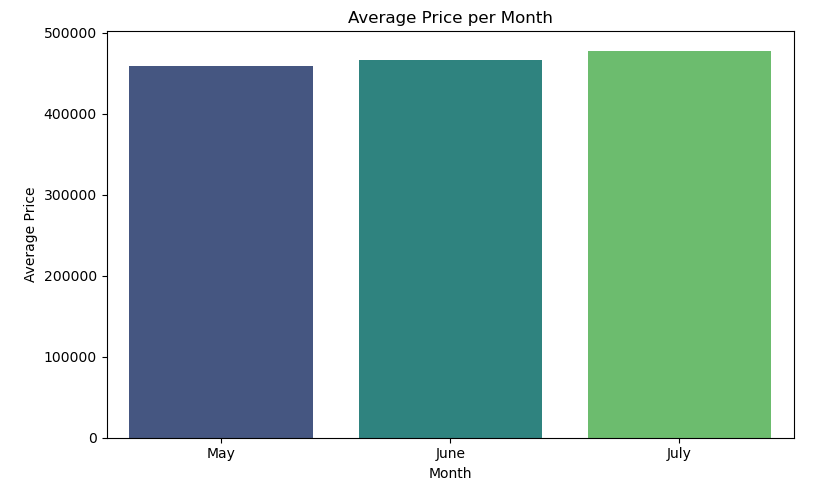 Average Price per Month
500000
400000
300000
200000
100000
0
Average Price
May June July
Month